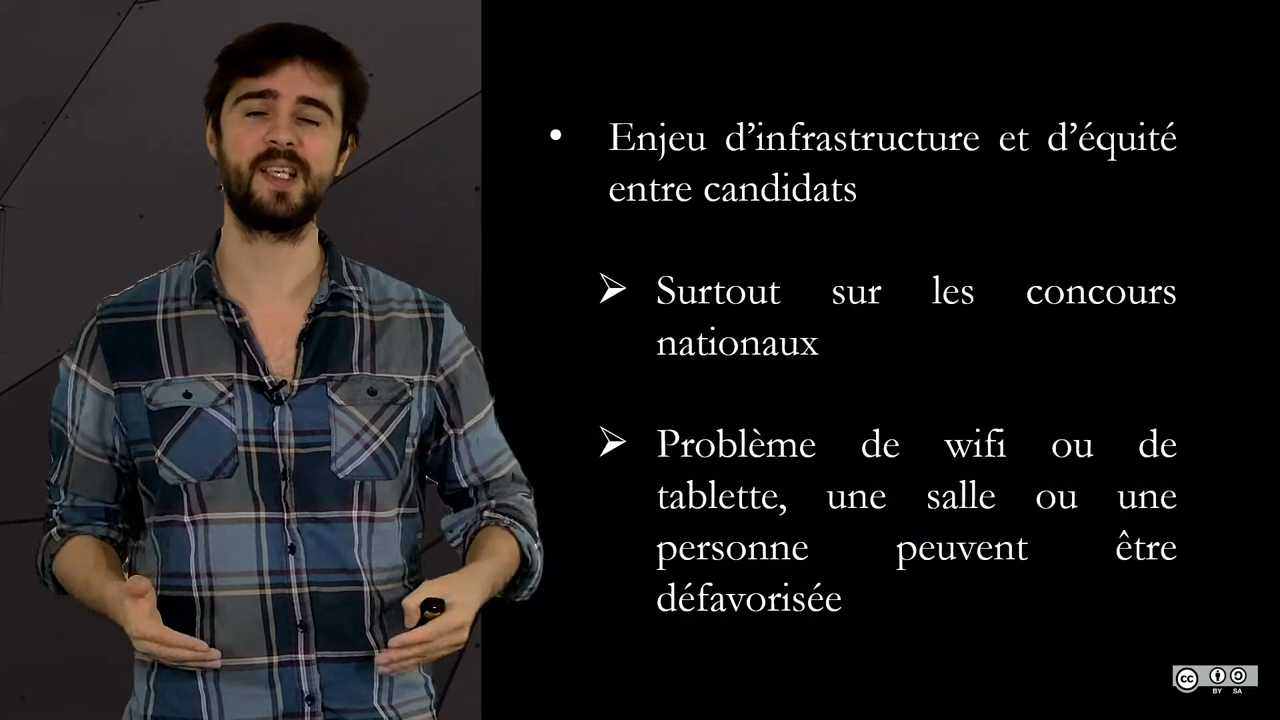 • Enjeu d’infrastructure et d’équité
entre candidats
➢ Surtout sur les concours
nationaux
➢ Problème de wifi ou de
tablette, une salle ou une
personne peuvent être
défavorisée
cc BY SA